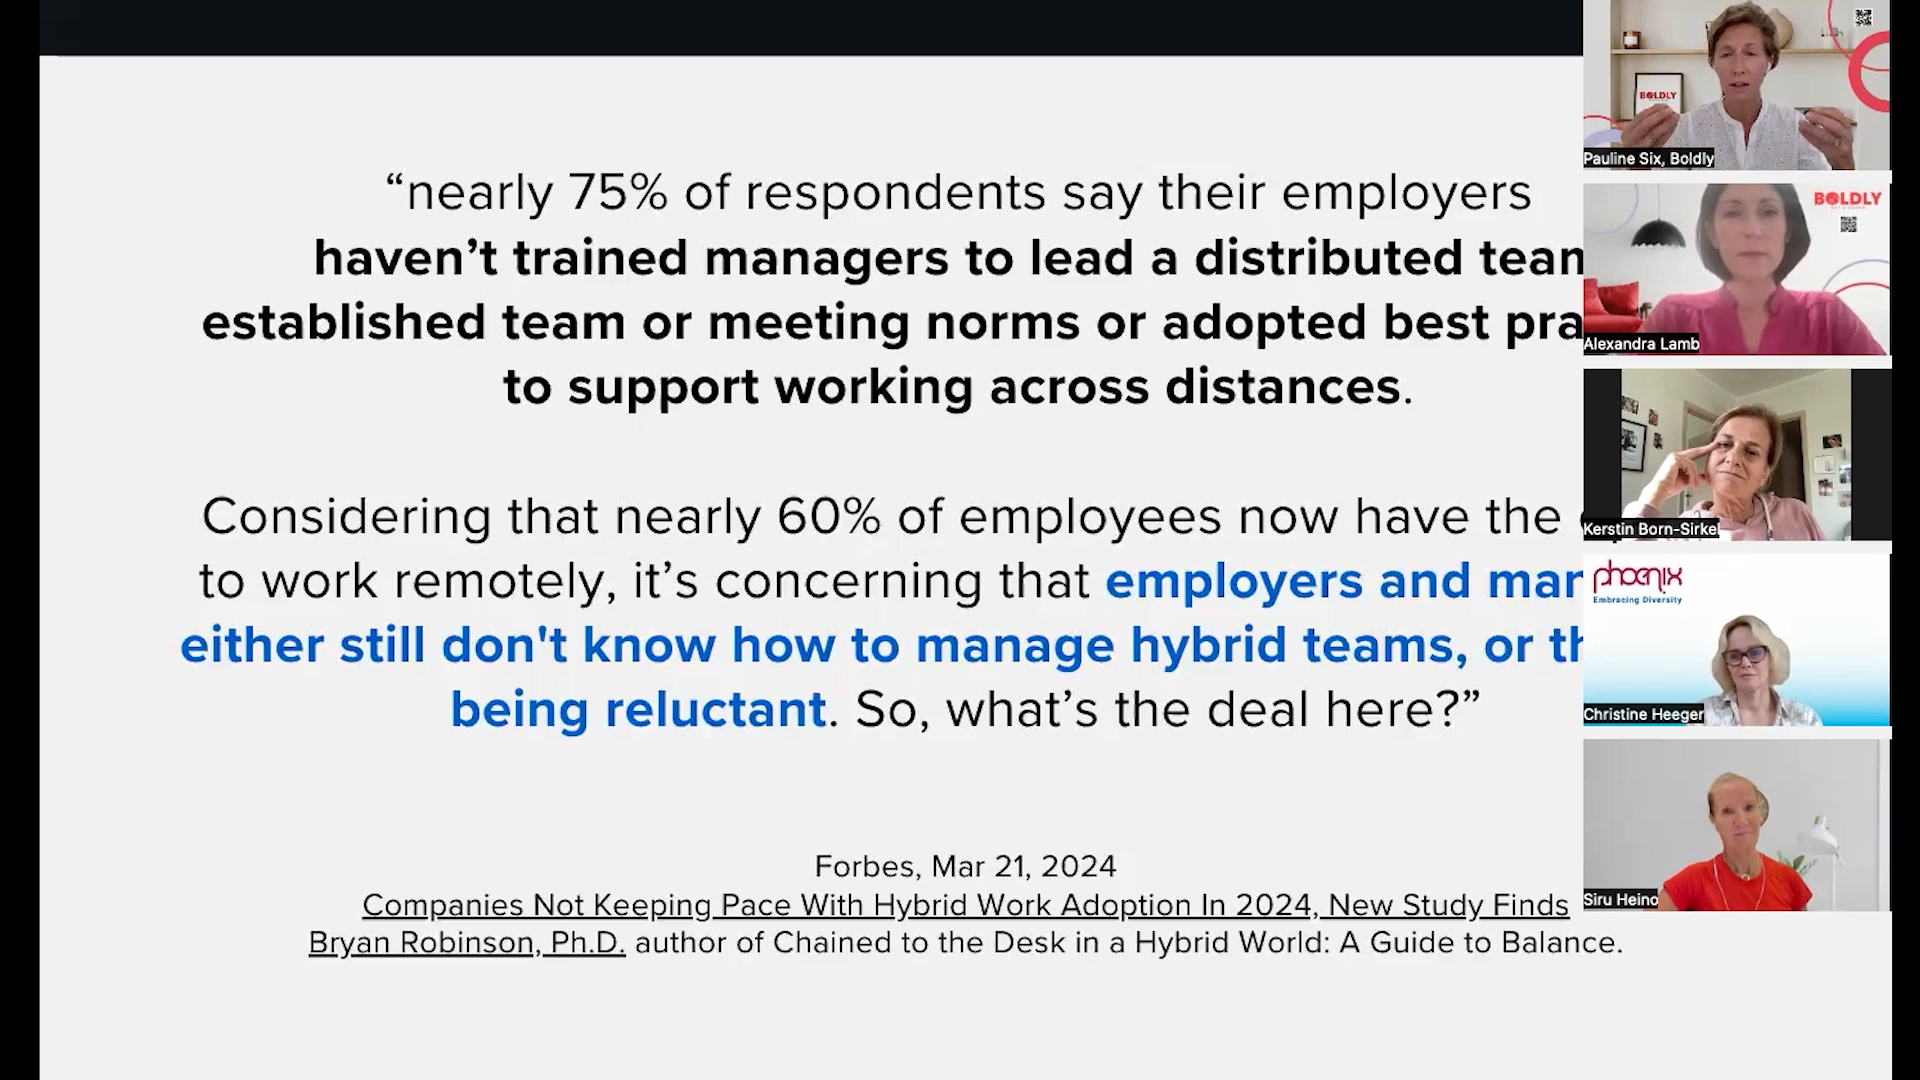 “nearly 75% of respondents say their employers
haven’t trained managers to lead a distributed
established team or meeting norms or adopted best
to support working across distances.
Considering that nearly 60% of employees now have the
to work remotely, it’s concerning that employers and
either still don't know how to manage hybrid teams, or
being reluctant. So, what’s the deal here?”
Forbes, Mar 21, 2024
Companies Not Keeping Pace With Hybrid Work Adoption In 2024, New Study Finds
Bryan Robinson, Ph.D. author of Chained to the Desk in a Hybrid World: A Guide to Balance.
BOLDLY
Pauline Six, Boldly
BOLDLY
Alexandra Lamb
Kerstin Born-Sirkel
phoenix
Embracing Diversity
Christine Heeger
Siru Heino